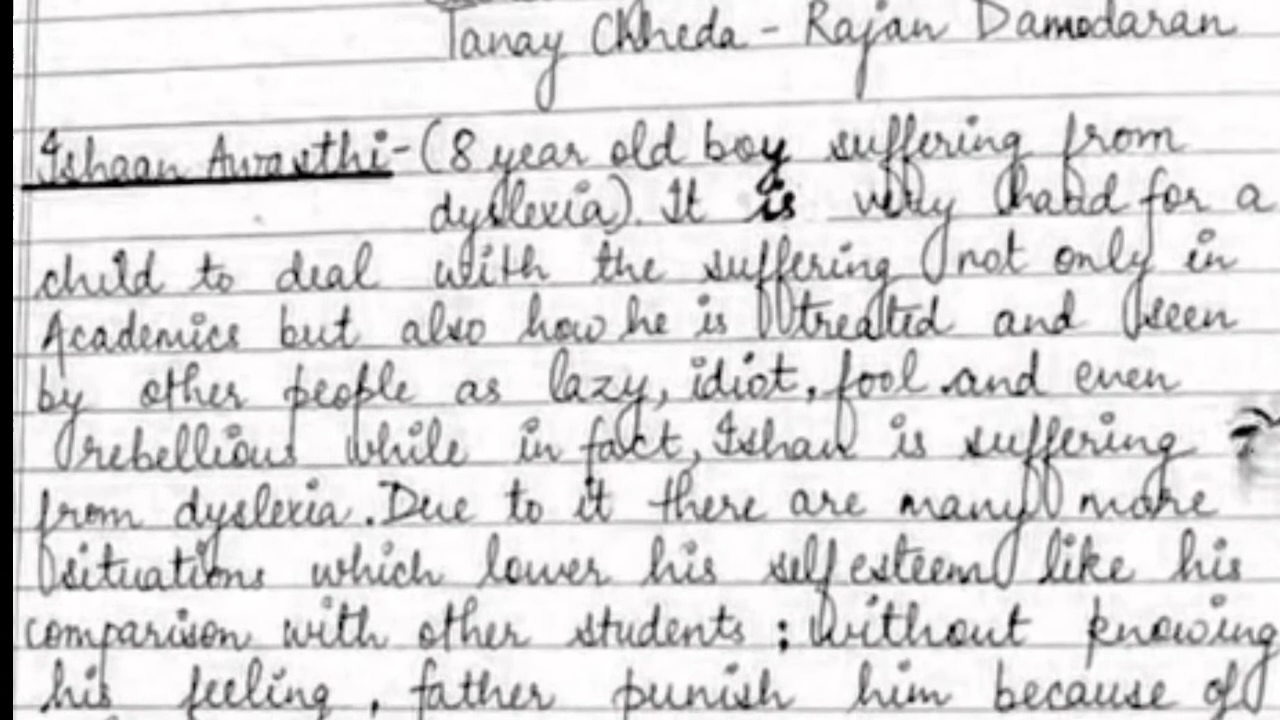 Tanay Chheda - Rajan Damodaran
Ishaan Awasthi - (8 year old boy suffering from
dyslexia). It is very hard for a
child to deal with the suffering not only in
Academics but also how he is treated and seen
by other people as lazy, idiot, fool and even
rebellious while in fact, Ishan is suffering
from dyslexia. Due to it there are many more
situations which lower his self esteem like his
comparison with other students ; without knowing
his feeling , father punish him because of